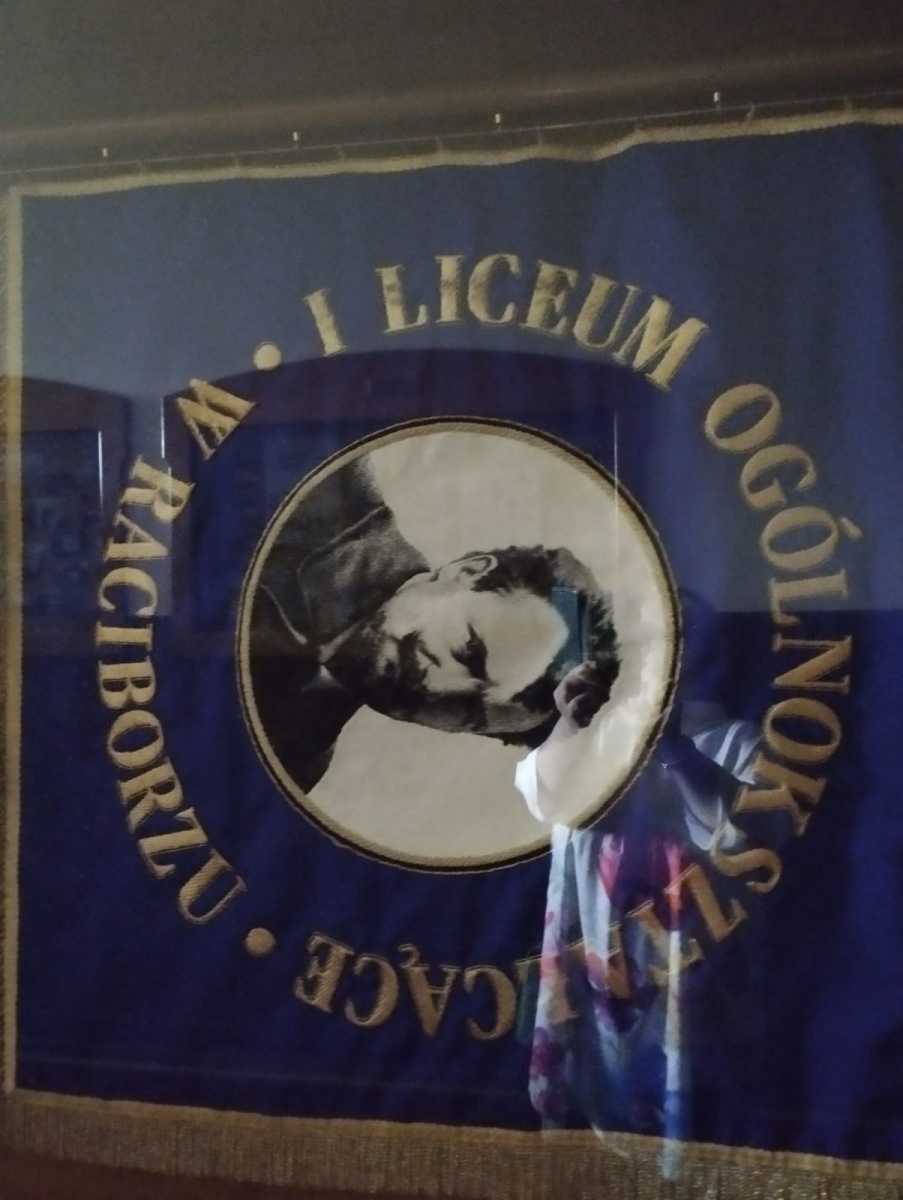 I LICEUM OGÓLNOKSZTAŁCĄCE
• W RACIBORZU •